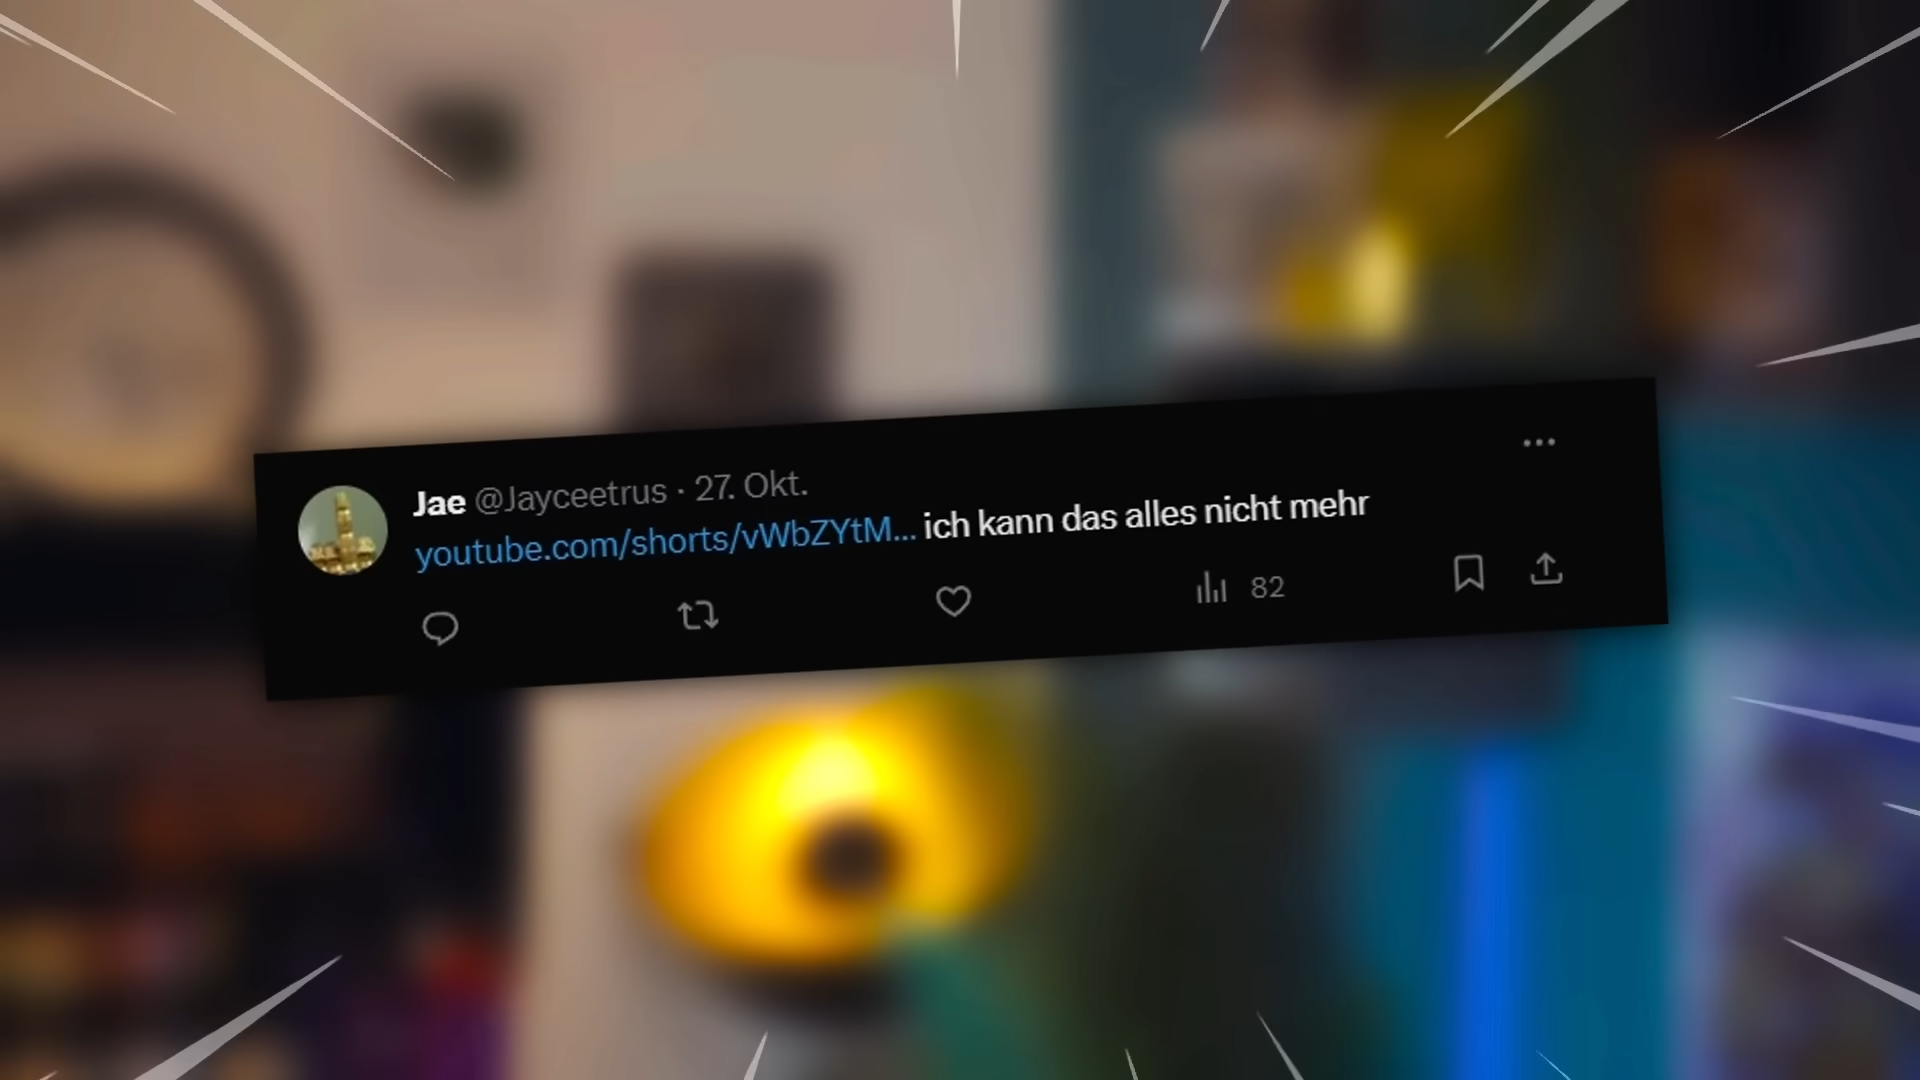 Jae @Jayceetrus · 27. Okt.
youtube.com/shorts/vWbZYtM... ich kann das alles nicht mehr
82